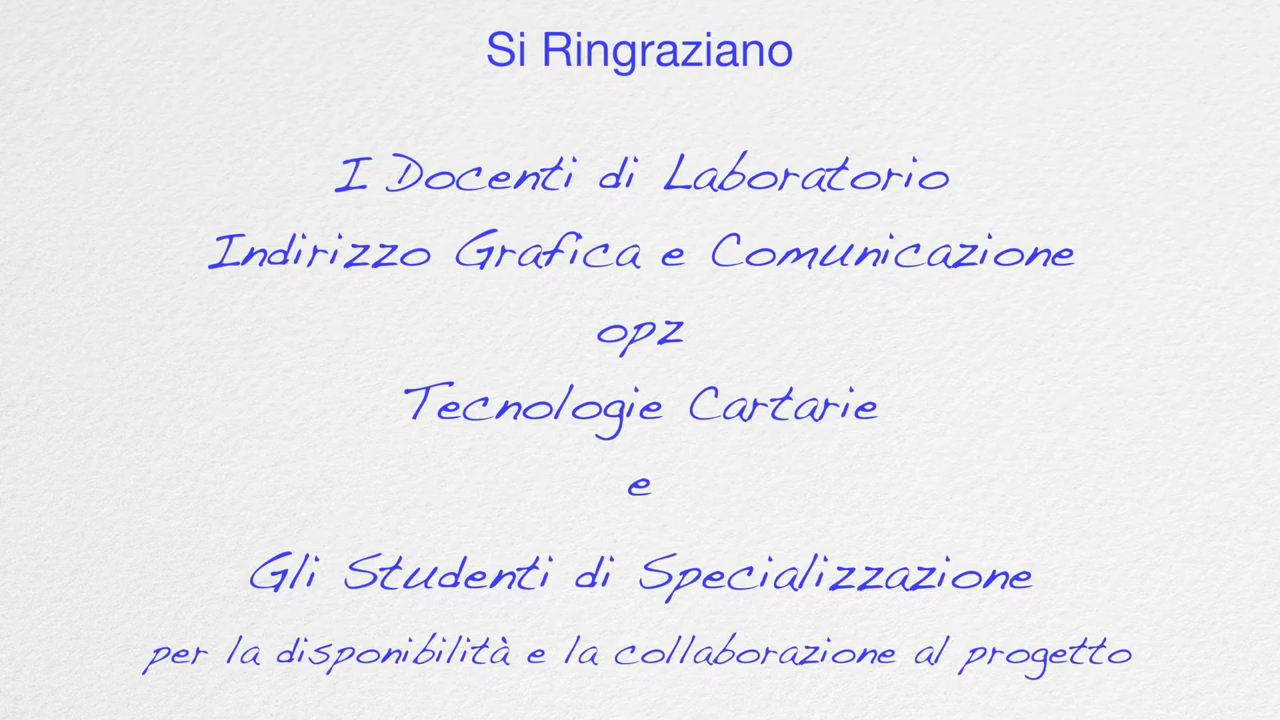 Si Ringraziano
I Docenti di Laboratorio
Indirizzo Grafica e Comunicazione
opz
Tecnologie Cartarie
e
Gli Studenti di Specializzazione
per la disponibilità e la collaborazione al progetto